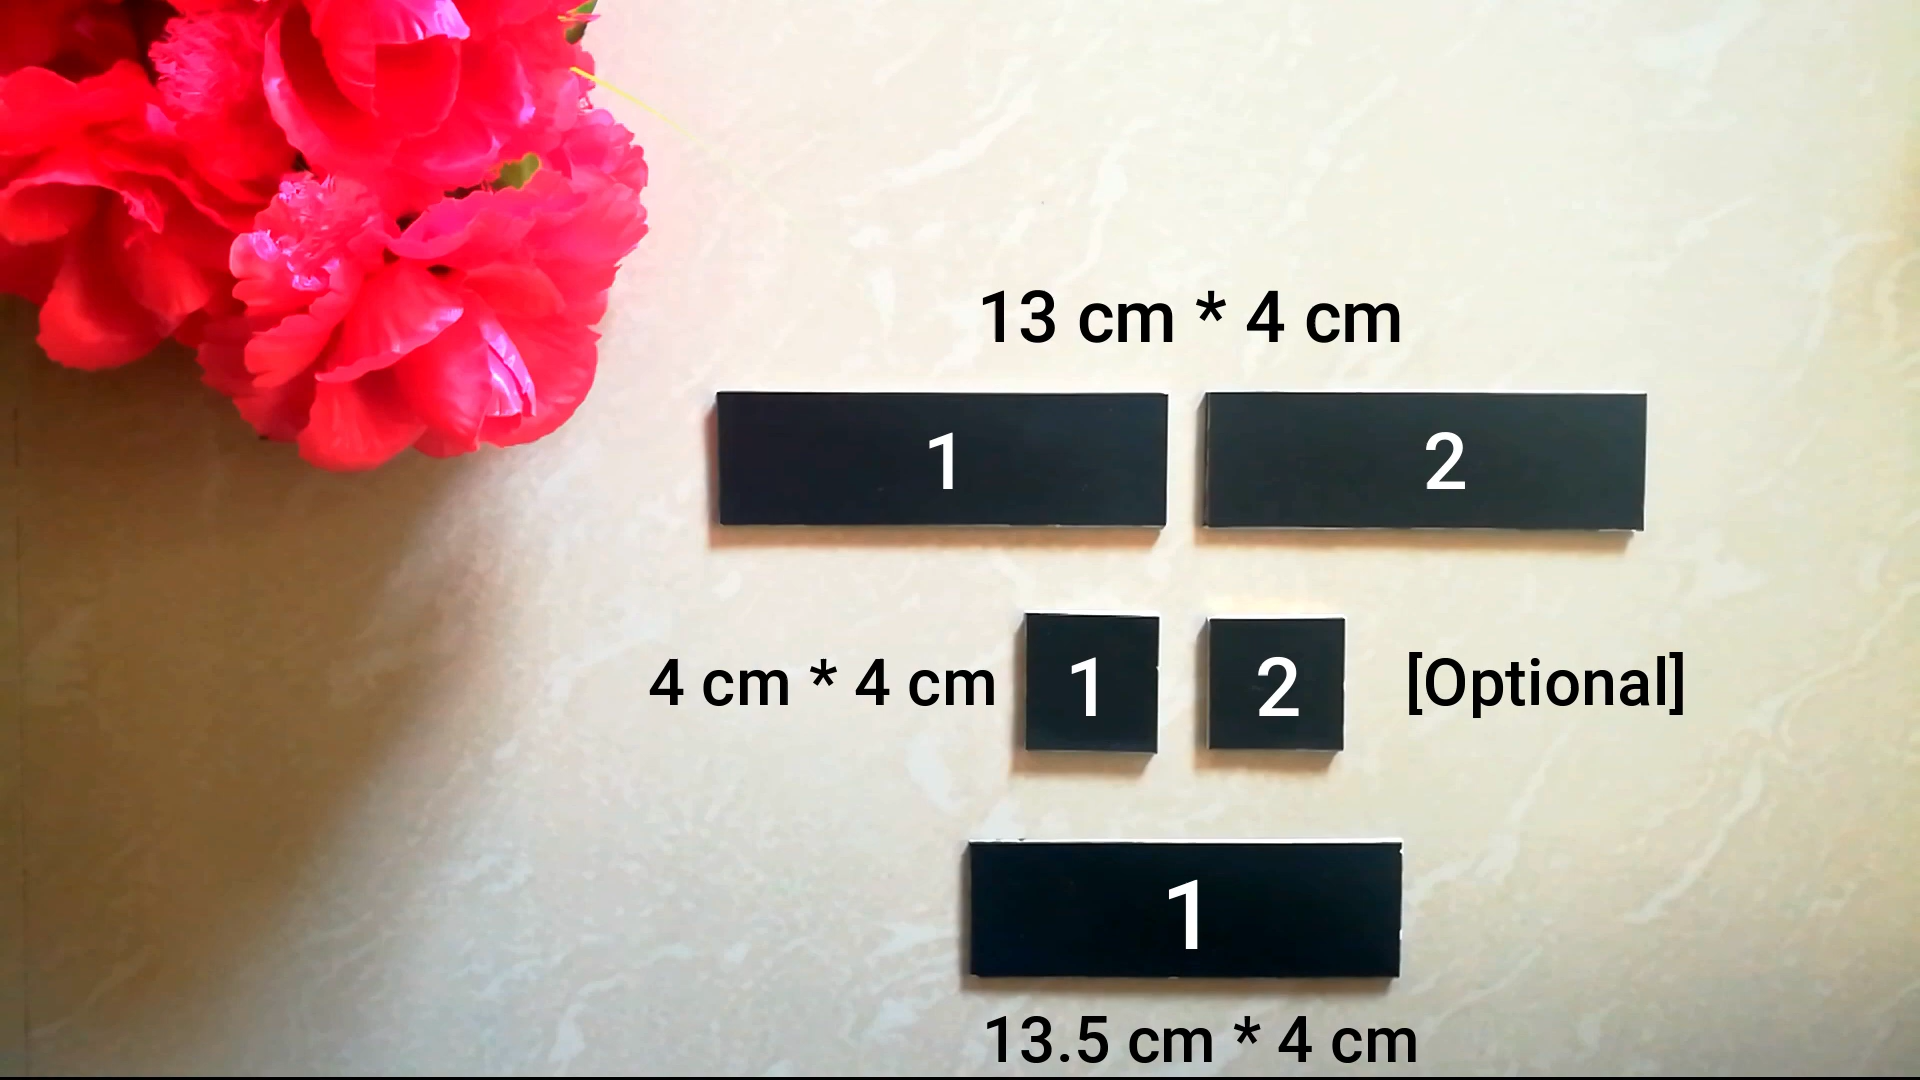 13 cm * 4 cm
1 2
4 cm * 4 cm 1 2 [Optional]
1
13.5 cm * 4 cm